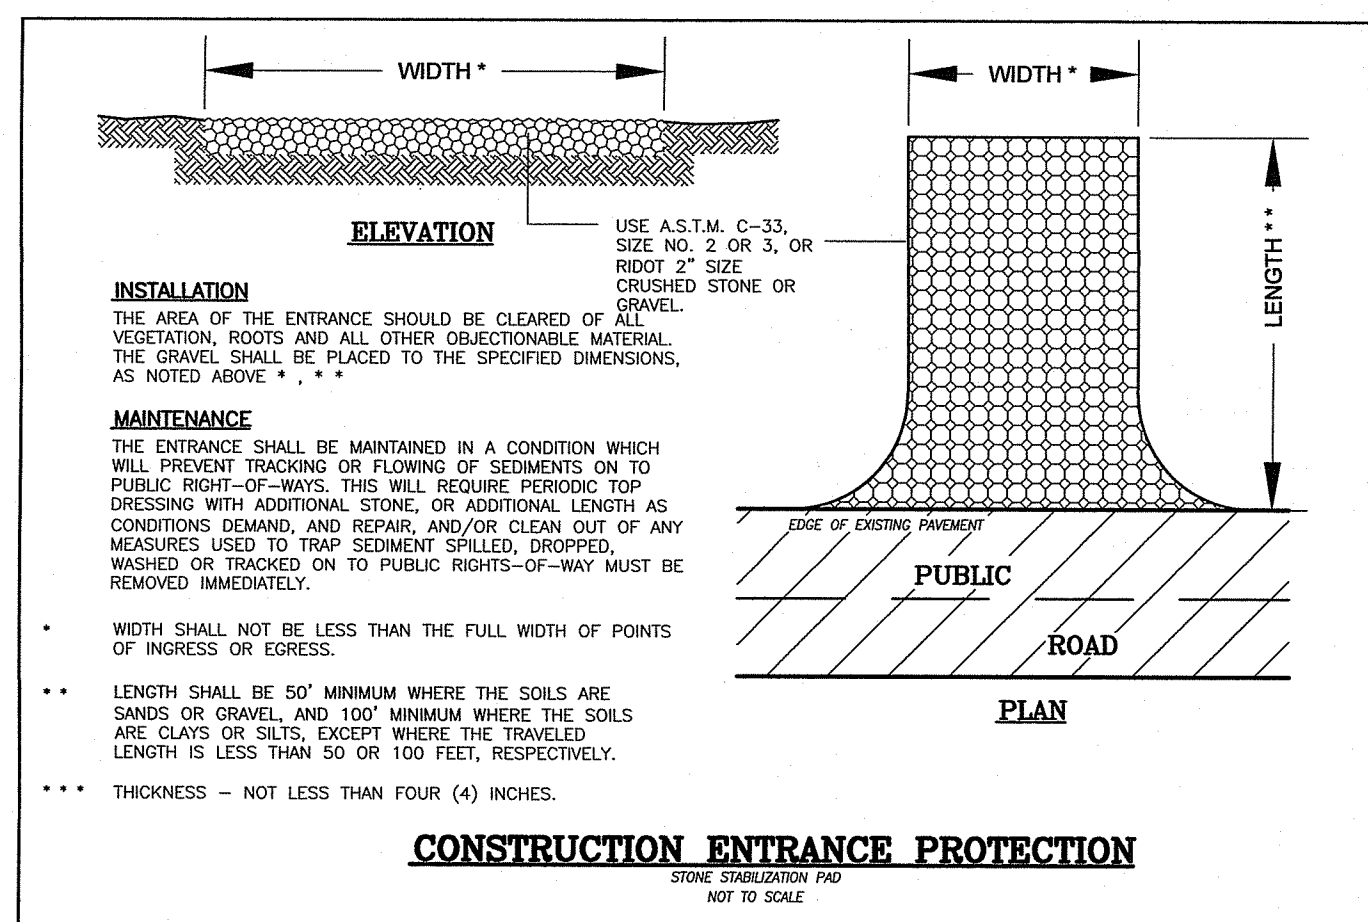 WIDTH *
WIDTH *
LENGTH * *
ELEVATION
USE A.S.T.M. C-33,
SIZE NO. 2 OR 3, OR
RIDOT 2" SIZE
CRUSHED STONE OR
GRAVEL.
INSTALLATION
THE AREA OF THE ENTRANCE SHOULD BE CLEARED OF ALL
VEGETATION, ROOTS AND ALL OTHER OBJECTIONABLE MATERIAL.
THE GRAVEL SHALL BE PLACED TO THE SPECIFIED DIMENSIONS,
AS NOTED ABOVE * , * *
MAINTENANCE
THE ENTRANCE SHALL BE MAINTAINED IN A CONDITION WHICH
WILL PREVENT TRACKING OR FLOWING OF SEDIMENTS ON TO
PUBLIC RIGHT-OF-WAYS. THIS WILL REQUIRE PERIODIC TOP
DRESSING WITH ADDITIONAL STONE, OR ADDITIONAL LENGTH AS
CONDITIONS DEMAND, AND REPAIR, AND/OR CLEAN OUT OF ANY
MEASURES USED TO TRAP SEDIMENT SPILLED, DROPPED,
WASHED OR TRACKED ON TO PUBLIC RIGHTS-OF-WAY MUST BE
REMOVED IMMEDIATELY.
* WIDTH SHALL NOT BE LESS THAN THE FULL WIDTH OF POINTS
OF INGRESS OR EGRESS.
* * LENGTH SHALL BE 50' MINIMUM WHERE THE SOILS ARE
SANDS OR GRAVEL, AND 100' MINIMUM WHERE THE SOILS
ARE CLAYS OR SILTS, EXCEPT WHERE THE TRAVELED
LENGTH IS LESS THAN 50 OR 100 FEET, RESPECTIVELY.
* * * THICKNESS - NOT LESS THAN FOUR (4) INCHES.
EDGE OF EXISTING PAVEMENT
PUBLIC
ROAD
PLAN
CONSTRUCTION ENTRANCE PROTECTION
STONE STABILIZATION PAD
NOT TO SCALE